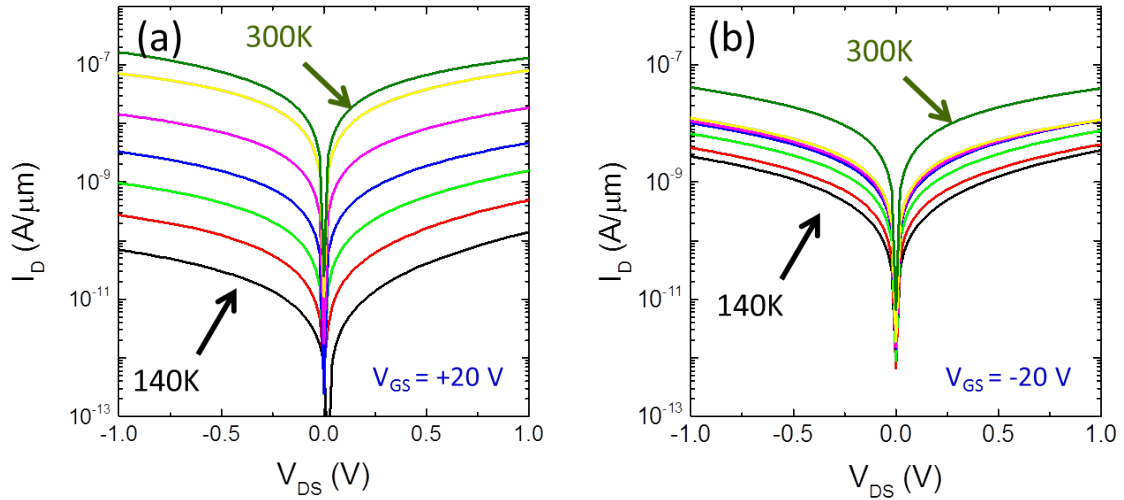 (a)
300K
140K
V_GS = +20 V
I_D (A/μm)
10^-7
10^-9
10^-11
10^-13
-1.0 -0.5 0.0 0.5 1.0
V_DS (V)
(b)
300K
140K
V_GS = -20 V
I_D (A/μm)
10^-7
10^-9
10^-11
10^-13
-1.0 -0.5 0.0 0.5 1.0
V_DS (V)